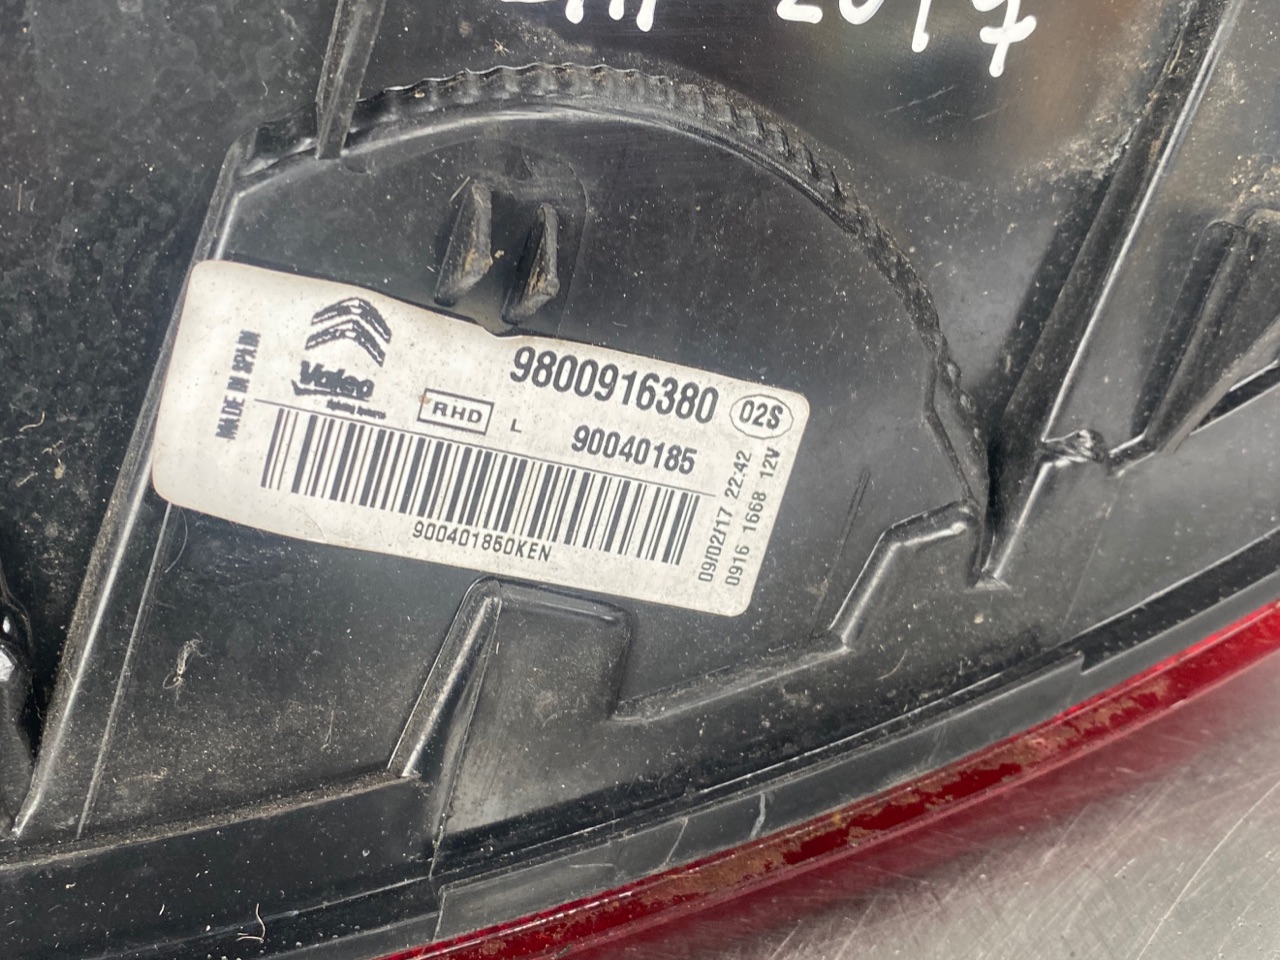 2017
MADE IN SPAIN
Valeo
9800916380
02S
RHD
L
90040185
900401850KEN
09/02/17 22:42
0916 1668 12V